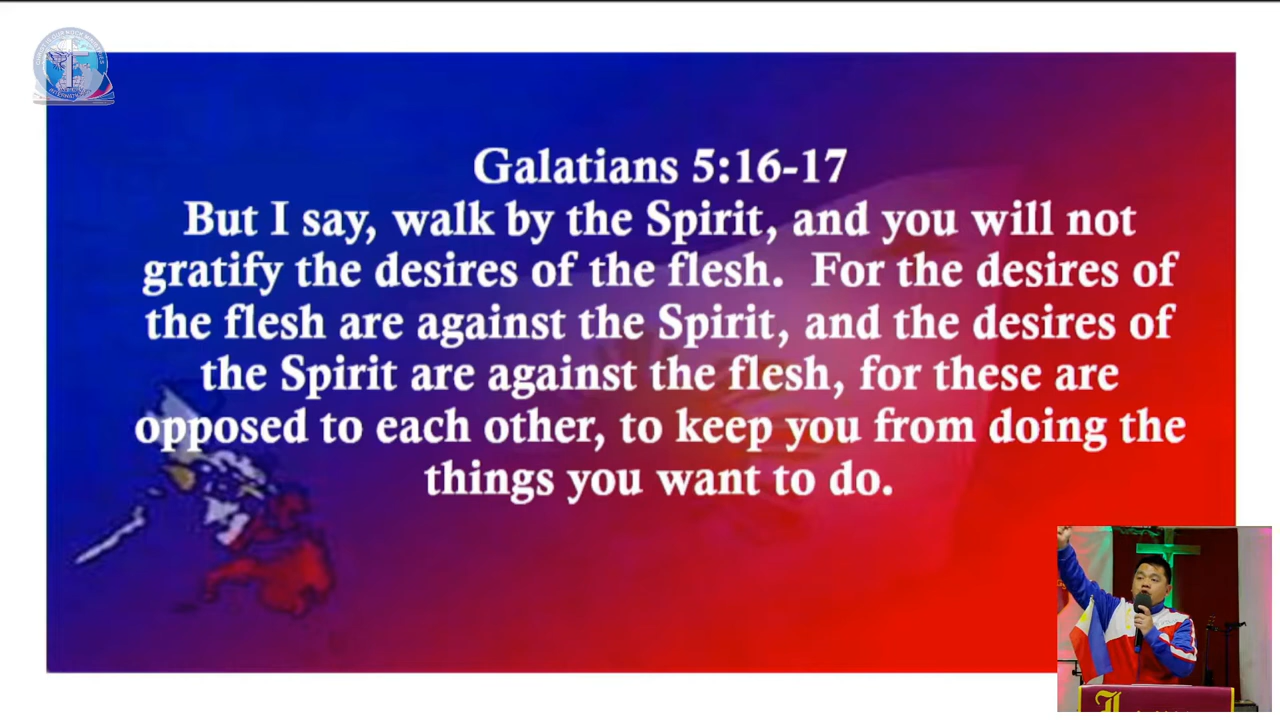 Galatians 5:16-17
But I say, walk by the Spirit, and you will not
gratify the desires of the flesh.  For the desires of
the flesh are against the Spirit, and the desires of
the Spirit are against the flesh, for these are
opposed to each other, to keep you from doing the
things you want to do.